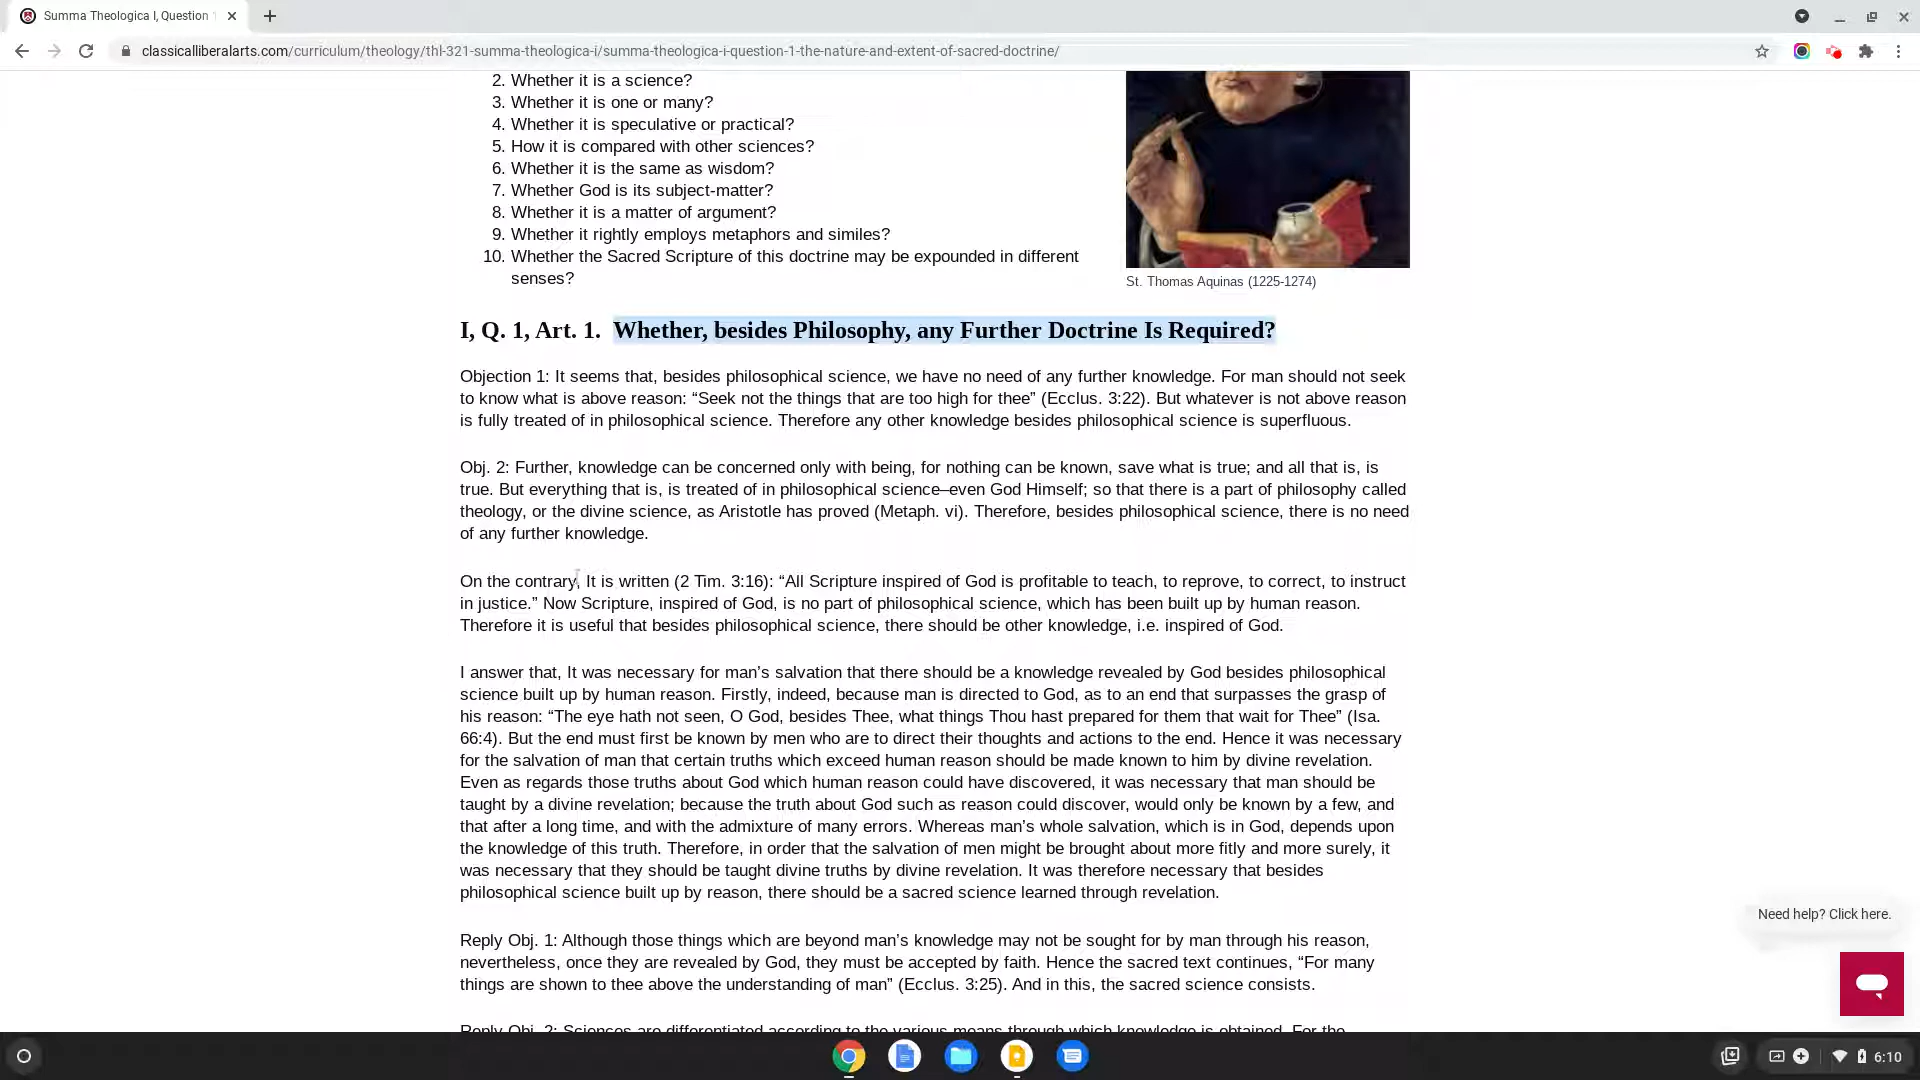 Summa Theologica I, Question 1
classicalliberalarts.com/curriculum/theology/thl-321-summa-theologica-i/summa-theologica-i-question-1-the-nature-and-extent-of-sacred-doctrine/
2. Whether it is a science?
3. Whether it is one or many?
4. Whether it is speculative or practical?
5. How it is compared with other sciences?
6. Whether it is the same as wisdom?
7. Whether God is its subject-matter?
8. Whether it is a matter of argument?
9. Whether it rightly employs metaphors and similes?
10. Whether the Sacred Scripture of this doctrine may be expounded in different
senses?
St. Thomas Aquinas (1225-1274)
I, Q. 1, Art. 1. Whether, besides Philosophy, any Further Doctrine Is Required?
Objection 1: It seems that, besides philosophical science, we have no need of any further knowledge. For man should not seek
to know what is above reason: “Seek not the things that are too high for thee” (Ecclus. 3:22). But whatever is not above reason
is fully treated of in philosophical science. Therefore any other knowledge besides philosophical science is superfluous.
Obj. 2: Further, knowledge can be concerned only with being, for nothing can be known, save what is true; and all that is, is
true. But everything that is, is treated of in philosophical science–even God Himself; so that there is a part of philosophy called
theology, or the divine science, as Aristotle has proved (Metaph. vi). Therefore, besides philosophical science, there is no need
of any further knowledge.
On the contrary, It is written (2 Tim. 3:16): “All Scripture inspired of God is profitable to teach, to reprove, to correct, to instruct
in justice.” Now Scripture, inspired of God, is no part of philosophical science, which has been built up by human reason.
Therefore it is useful that besides philosophical science, there should be other knowledge, i.e. inspired of God.
I answer that, It was necessary for man’s salvation that there should be a knowledge revealed by God besides philosophical
science built up by human reason. Firstly, indeed, because man is directed to God, as to an end that surpasses the grasp of
his reason: “The eye hath not seen, O God, besides Thee, what things Thou hast prepared for them that wait for Thee” (Isa.
66:4). But the end must first be known by men who are to direct their thoughts and actions to the end. Hence it was necessary
for the salvation of man that certain truths which exceed human reason should be made known to him by divine revelation.
Even as regards those truths about God which human reason could have discovered, it was necessary that man should be
taught by a divine revelation; because the truth about God such as reason could discover, would only be known by a few, and
that after a long time, and with the admixture of many errors. Whereas man’s whole salvation, which is in God, depends upon
the knowledge of this truth. Therefore, in order that the salvation of men might be brought about more fitly and more surely, it
was necessary that they should be taught divine truths by divine revelation. It was therefore necessary that besides
philosophical science built up by reason, there should be a sacred science learned through revelation.
Reply Obj. 1: Although those things which are beyond man’s knowledge may not be sought for by man through his reason,
nevertheless, once they are revealed by God, they must be accepted by faith. Hence the sacred text continues, “For many
things are shown to thee above the understanding of man” (Ecclus. 3:25). And in this, the sacred science consists.
Reply Obj. 2: Sciences are differentiated according to the various means through which knowledge is obtained. For the
Need help? Click here.
6:10